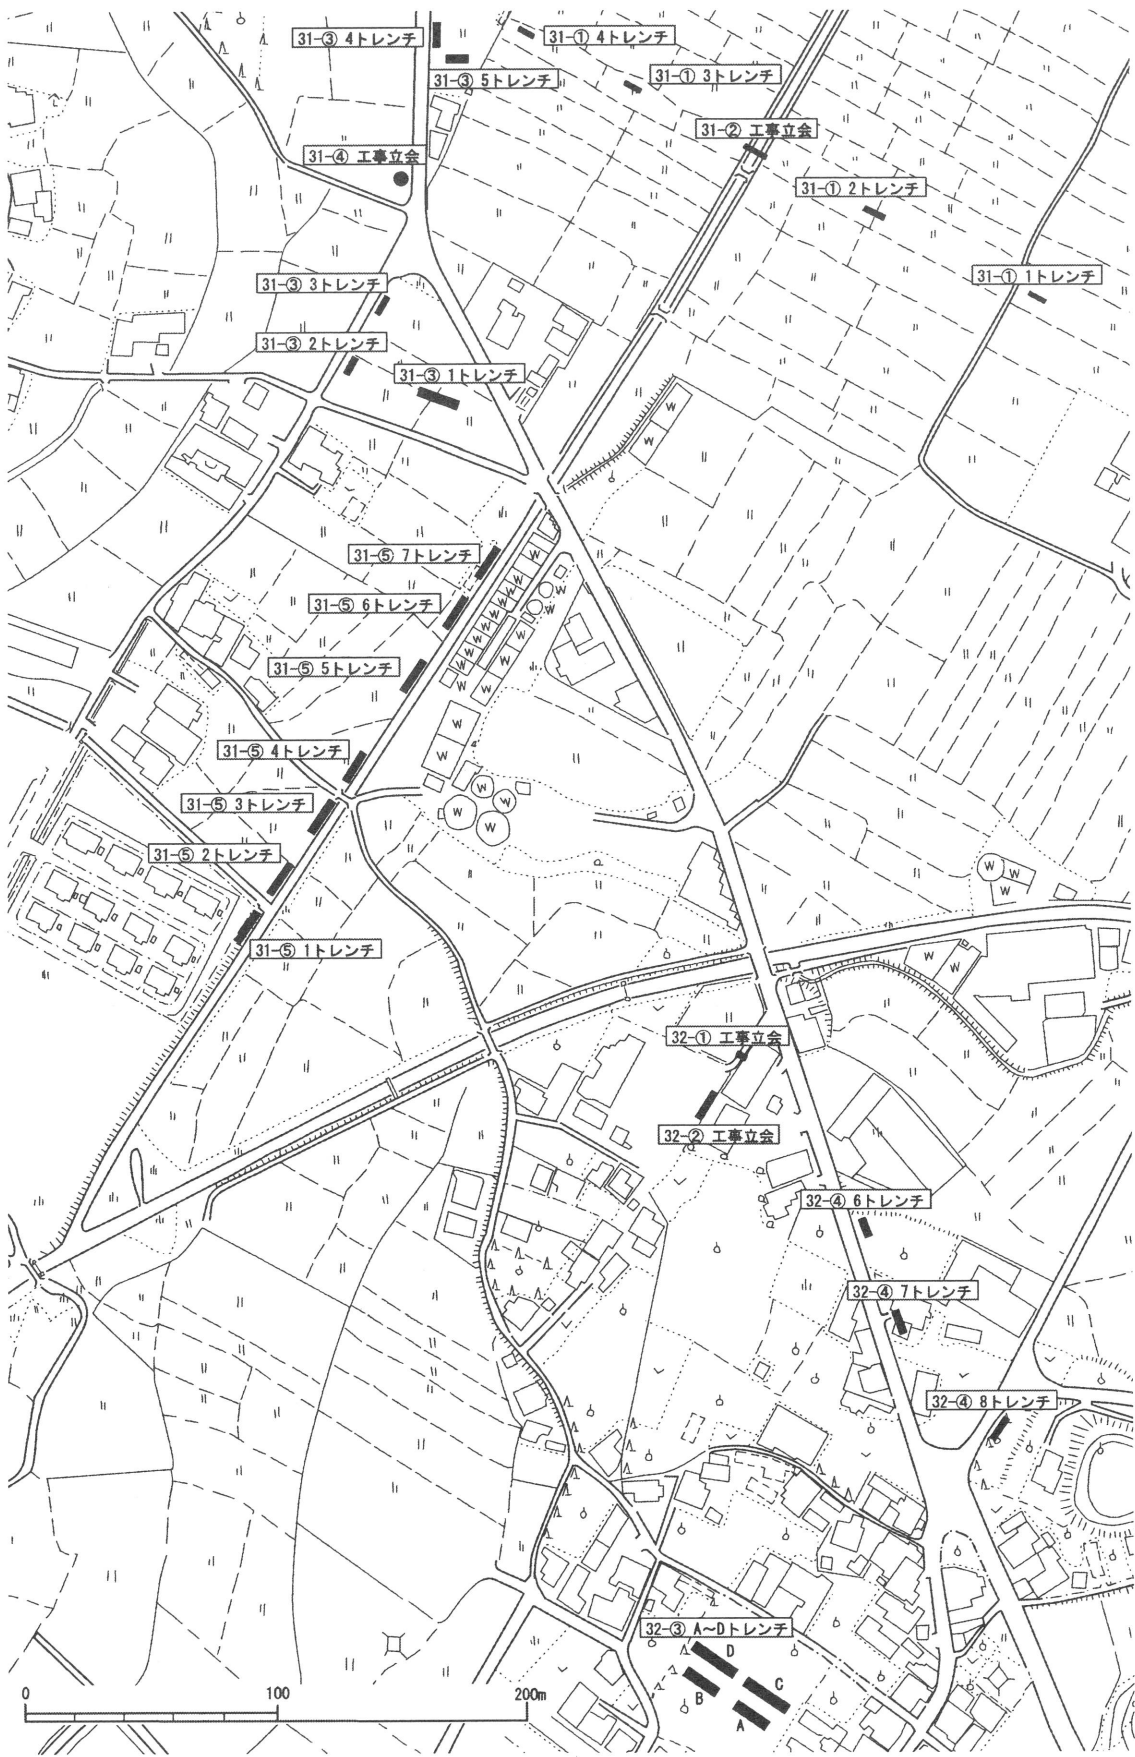 31-③ 4トレンチ
31-① 4トレンチ
31-③ 5トレンチ
31-① 3トレンチ
31-② 工事立会
31-④ 工事立会
31-① 2トレンチ
31-① 1トレンチ
31-③ 3トレンチ
31-③ 2トレンチ
31-③ 1トレンチ
31-⑤ 7トレンチ
31-⑤ 6トレンチ
31-⑤ 5トレンチ
31-⑤ 4トレンチ
31-⑤ 3トレンチ
31-⑤ 2トレンチ
31-⑤ 1トレンチ
32-① 工事立会
32-② 工事立会
32-④ 6トレンチ
32-④ 7トレンチ
32-④ 8トレンチ
32-③ A～Dトレンチ
D
C
B
A
0 100 200m